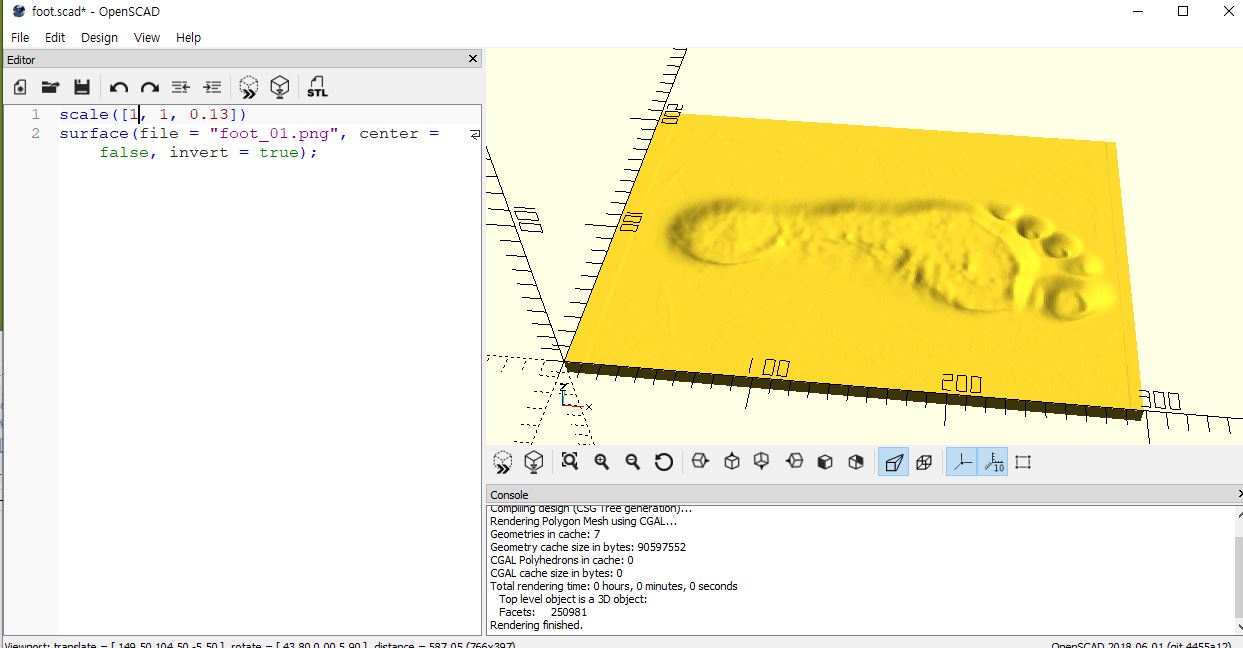 foot.scad* - OpenSCAD
File Edit Design View Help
Editor
STL
1 scale([1, 1, 0.13])
2 surface(file = "foot_01.png", center =
false, invert = true);
100
200
300
10
Console
Compiling design (CSG Tree generation)...
Rendering Polygon Mesh using CGAL...
Geometries in cache: 7
Geometry cache size in bytes: 90597552
CGAL Polyhedrons in cache: 0
CGAL cache size in bytes: 0
Total rendering time: 0 hours, 0 minutes, 0 seconds
Top level object is a 3D object:
Facets: 250981
Rendering finished.
Viewport: translate = [ 149.50 104.50 -5.50 ], rotate = [ 43.80 0.00 5.90 ], distance = 587.05 (766x397)
OpenSCAD 2018.06.01 (git 4455a12)